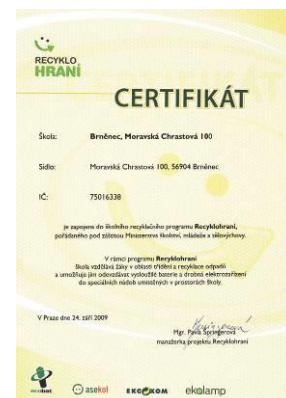 RECYKLO
HRANÍ
CERTIFIKÁT
Škola: Brněnec, Moravská Chrastová 100
Sídlo: Moravská Chrastová 100, 56904 Brněnec
IČ: 75016338
je zapojena do školního recyklačního programu Recyklohraní,
pořádaného pod záštitou Ministerstva školství, mládeže a tělovýchovy.
V rámci programu Recyklohraní
škola vzdělává žáky v oblasti třídění a recyklace odpadů
a umožňuje jim odevzdávat vysloužilé baterie a drobná elektrozařízení
do speciálních nádob umístěných v prostorách školy.
V Praze dne 24. září 2009
Mgr. Pavla Springerová
manažerka projektu Recyklohraní
ecobat
asekol
EKO-KOM
ekolamp